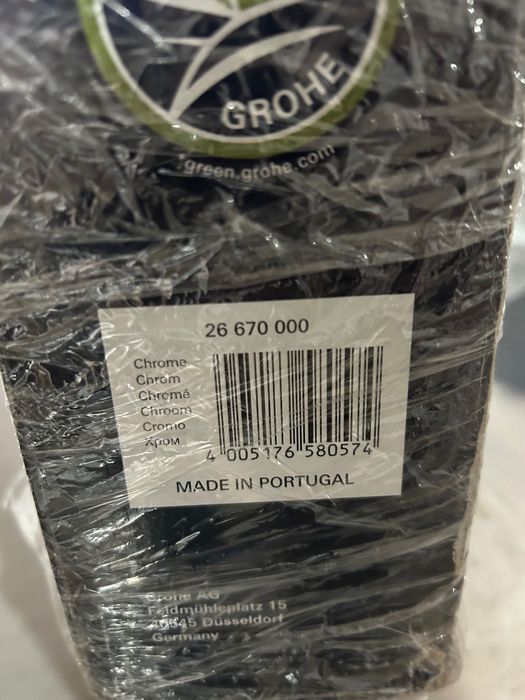 GROHE
green.grohe.com
26 670 000
Chrome
Chrom
Chromé
Chroom
Cromo
Хром
4 005176 580574
MADE IN PORTUGAL
Grohe AG
Feldmühleplatz 15
40545 Düsseldorf
Germany